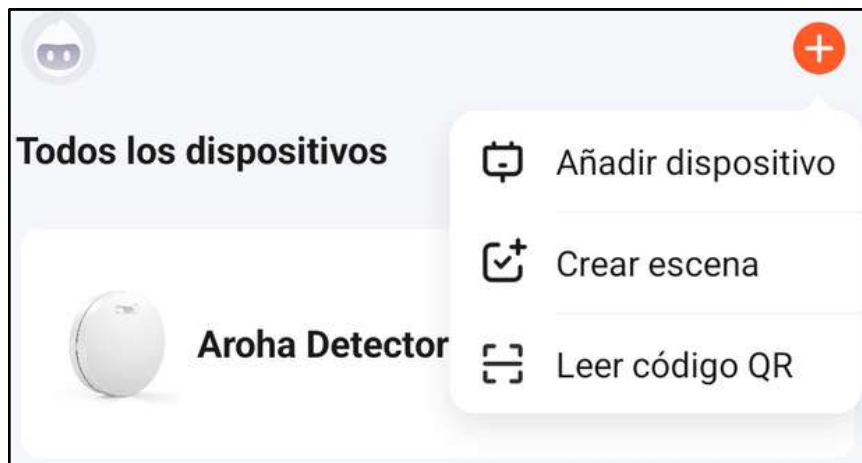 Todos los dispositivos
Añadir dispositivo
Crear escena
Aroha Detector
Leer código QR